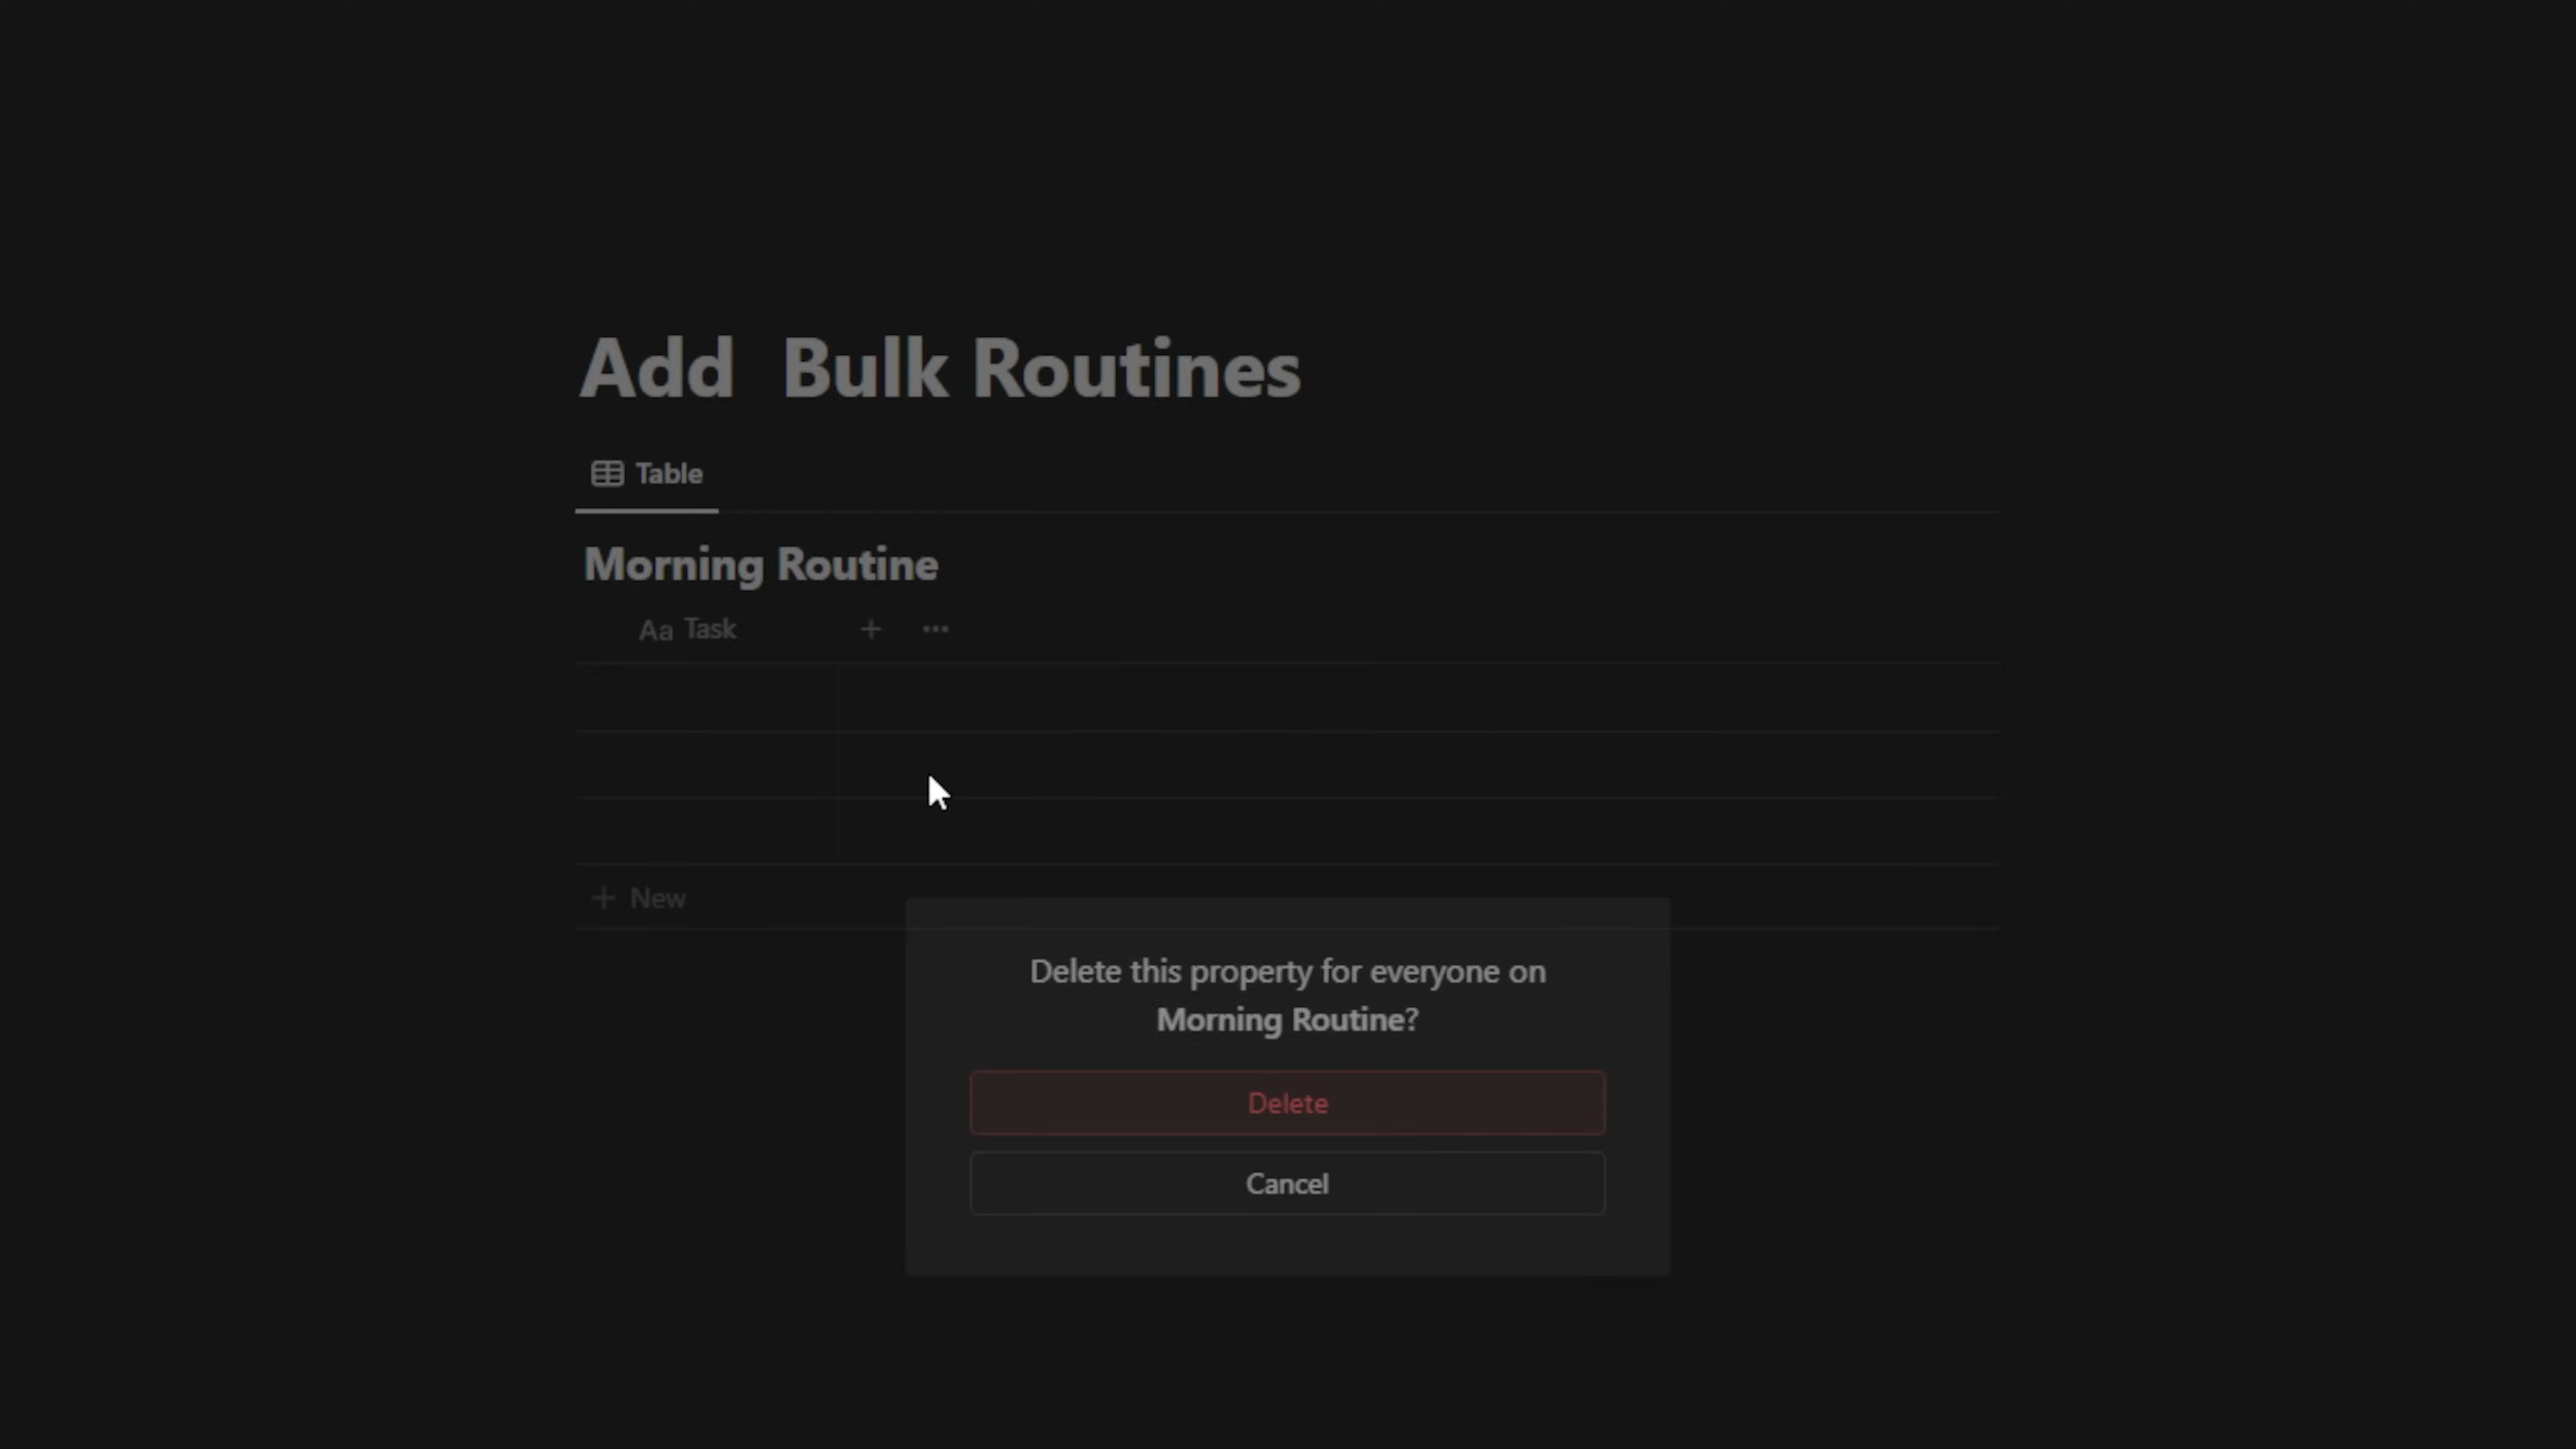 Add  Bulk Routines
Table
Morning Routine
Aa Task + ...
+ New
Delete this property for everyone on
Morning Routine?
Delete
Cancel